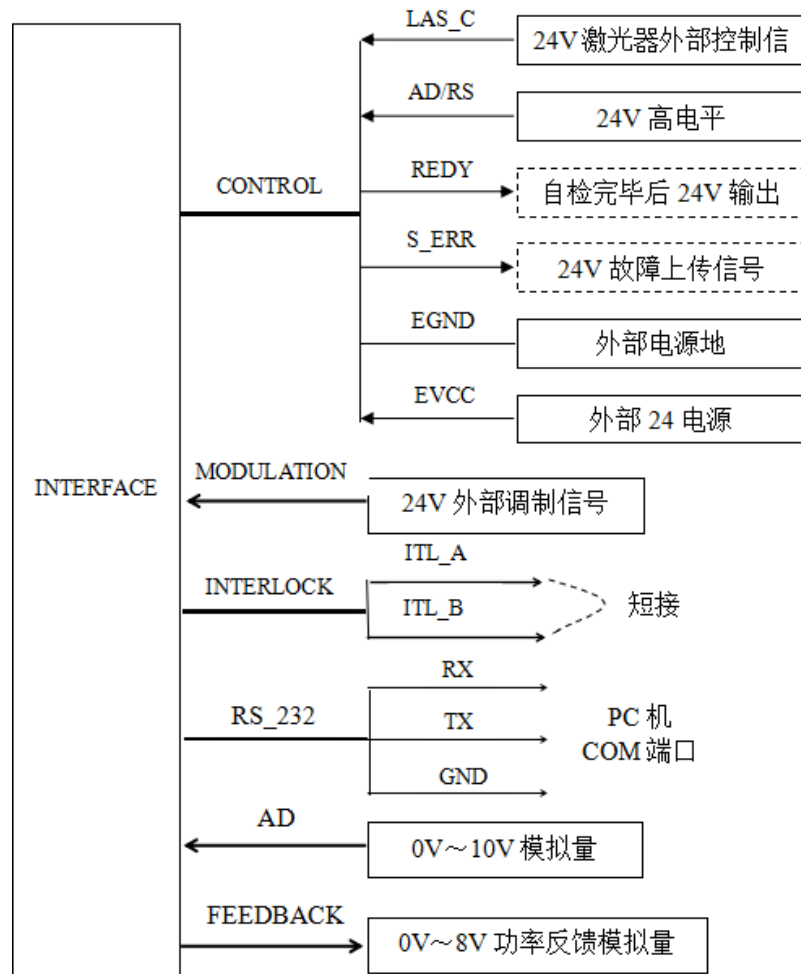 LAS_C
24V 激光器外部控制信
AD/RS
24V 高电平
REDY
CONTROL
自检完毕后 24V 输出
S_ERR
24V 故障上传信号
EGND
外部电源地
EVCC
外部 24 电源
INTERFACE
MODULATION
24V 外部调制信号
ITL_A
INTERLOCK
ITL_B
短接
RX
RS_232
TX
PC 机
COM 端口
GND
AD
0V～10V 模拟量
FEEDBACK
0V～8V 功率反馈模拟量